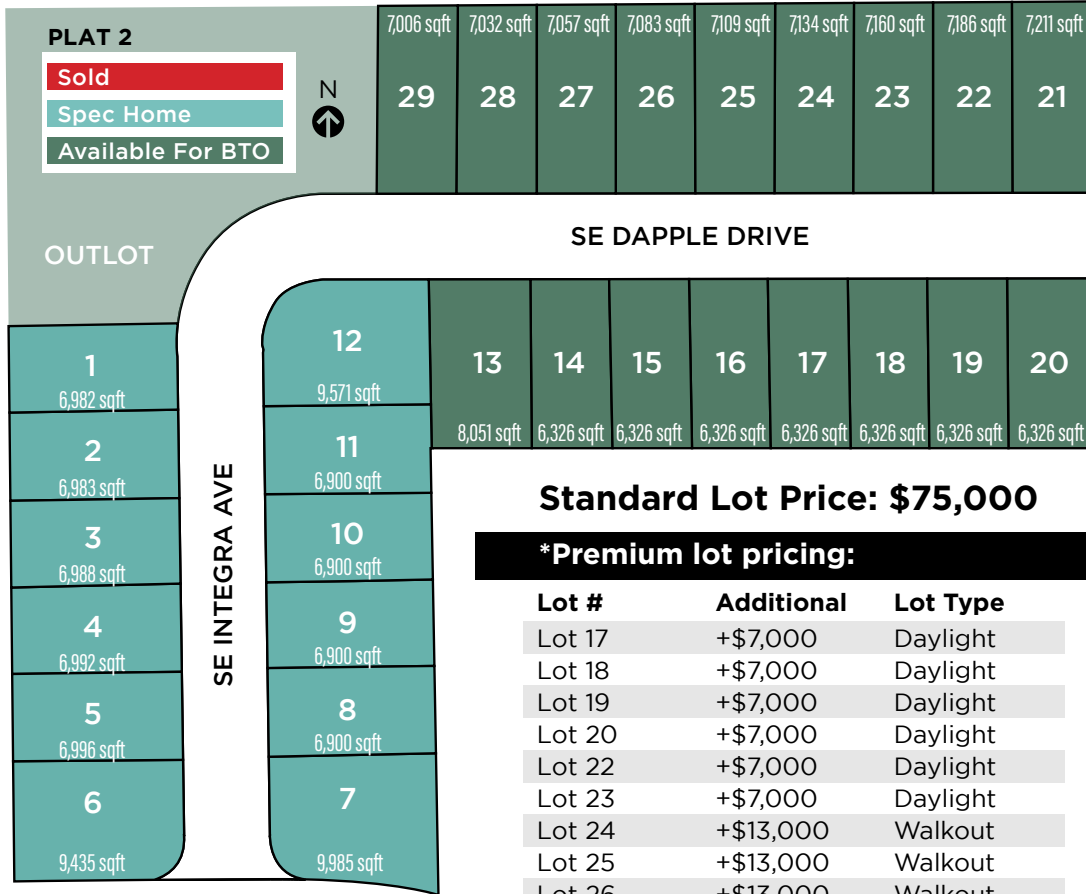 PLAT 2
Sold
Spec Home
Available For BTO
N
OUTLOT
7,006 sqft 7,032 sqft 7,057 sqft 7,083 sqft 7,109 sqft 7,134 sqft 7,160 sqft 7,186 sqft 7,211 sqft
29 28 27 26 25 24 23 22 21
SE DAPPLE DRIVE
13 14 15 16 17 18 19 20
8,051 sqft 6,326 sqft 6,326 sqft 6,326 sqft 6,326 sqft 6,326 sqft 6,326 sqft 6,326 sqft
1
6,982 sqft
2
6,983 sqft
3
6,988 sqft
4
6,992 sqft
5
6,996 sqft
6
9,435 sqft
SE INTEGRA AVE
12
9,571 sqft
11
6,900 sqft
10
6,900 sqft
9
6,900 sqft
8
6,900 sqft
7
9,985 sqft
Standard Lot Price: $75,000
*Premium lot pricing:
Lot # Additional Lot Type
Lot 17 +$7,000 Daylight
Lot 18 +$7,000 Daylight
Lot 19 +$7,000 Daylight
Lot 20 +$7,000 Daylight
Lot 22 +$7,000 Daylight
Lot 23 +$7,000 Daylight
Lot 24 +$13,000 Walkout
Lot 25 +$13,000 Walkout
Lot 26 +$13,000 Walkout